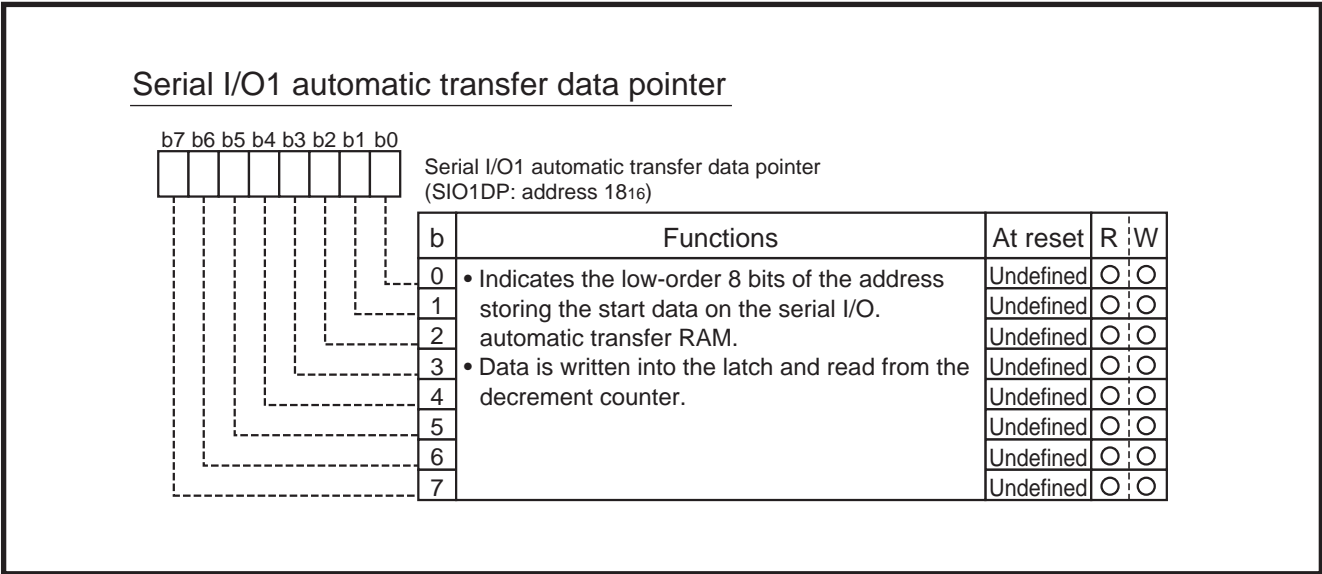 Serial I/O1 automatic transfer data pointer
b7 b6 b5 b4 b3 b2 b1 b0
Serial I/O1 automatic transfer data pointer
(SIO1DP: address 1816)
b Functions At reset R W
0 • Indicates the low-order 8 bits of the address Undefined O O
1 storing the start data on the serial I/O. Undefined O O
2 automatic transfer RAM. Undefined O O
3 • Data is written into the latch and read from the Undefined O O
4 decrement counter. Undefined O O
5 Undefined O O
6 Undefined O O
7 Undefined O O